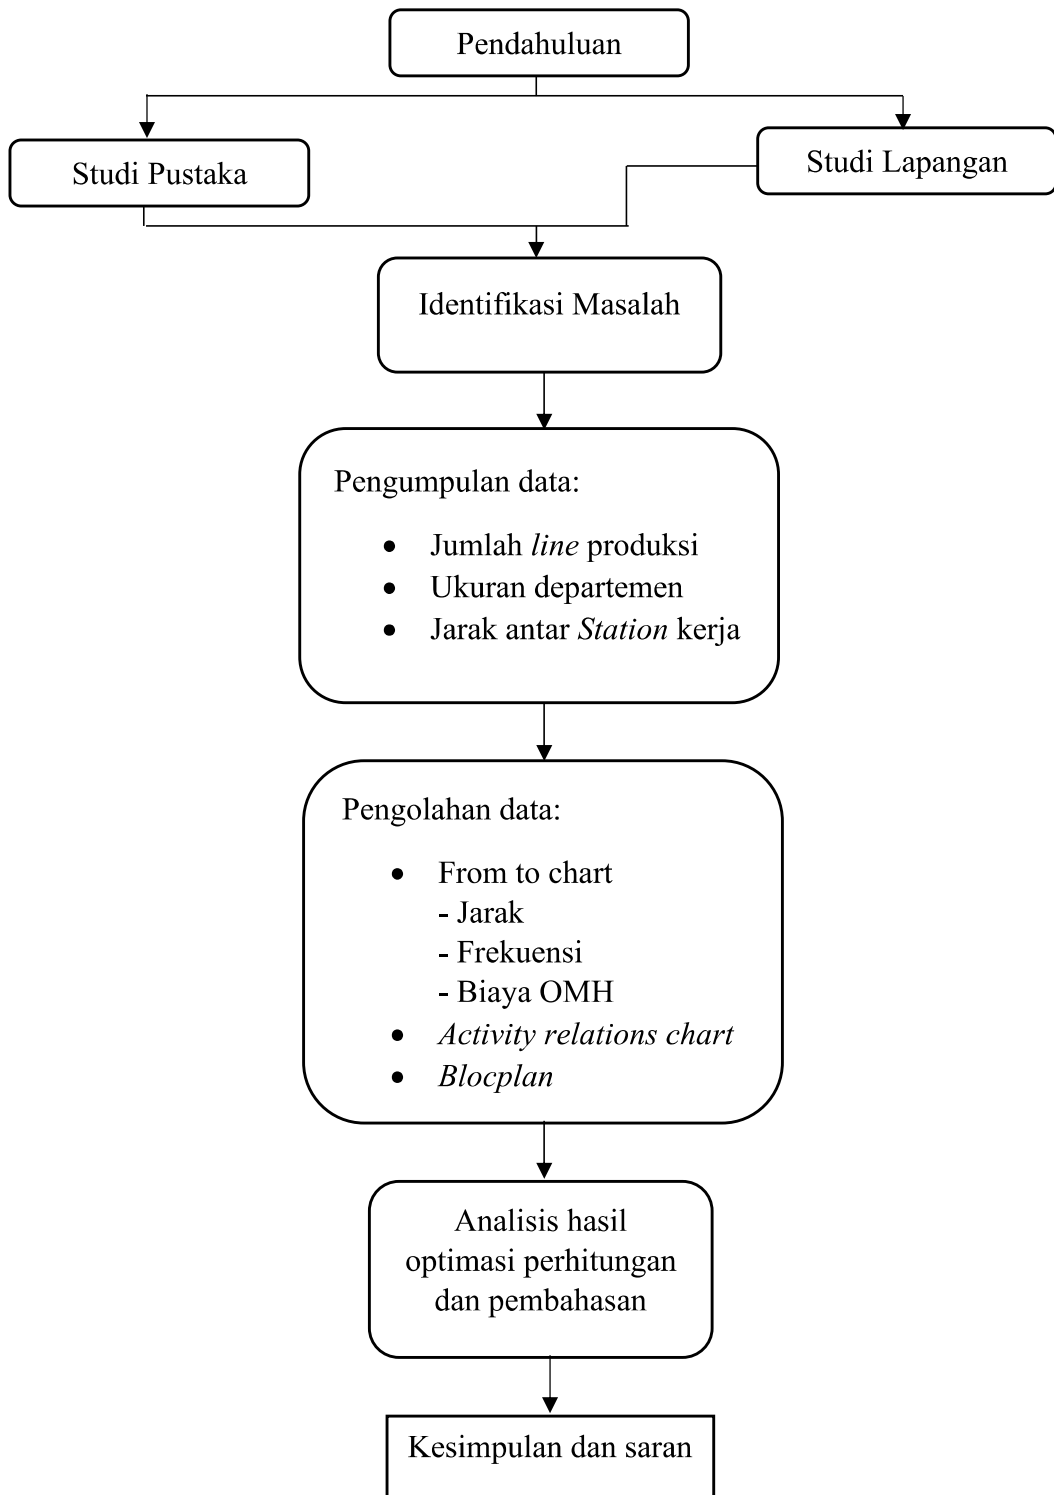 Pendahuluan
Studi Pustaka
Studi Lapangan
Identifikasi Masalah
Pengumpulan data:
• Jumlah line produksi
• Ukuran departemen
• Jarak antar Station kerja
Pengolahan data:
• From to chart
- Jarak
- Frekuensi
- Biaya OMH
• Activity relations chart
• Blocplan
Analisis hasil
optimasi perhitungan
dan pembahasan
Kesimpulan dan saran